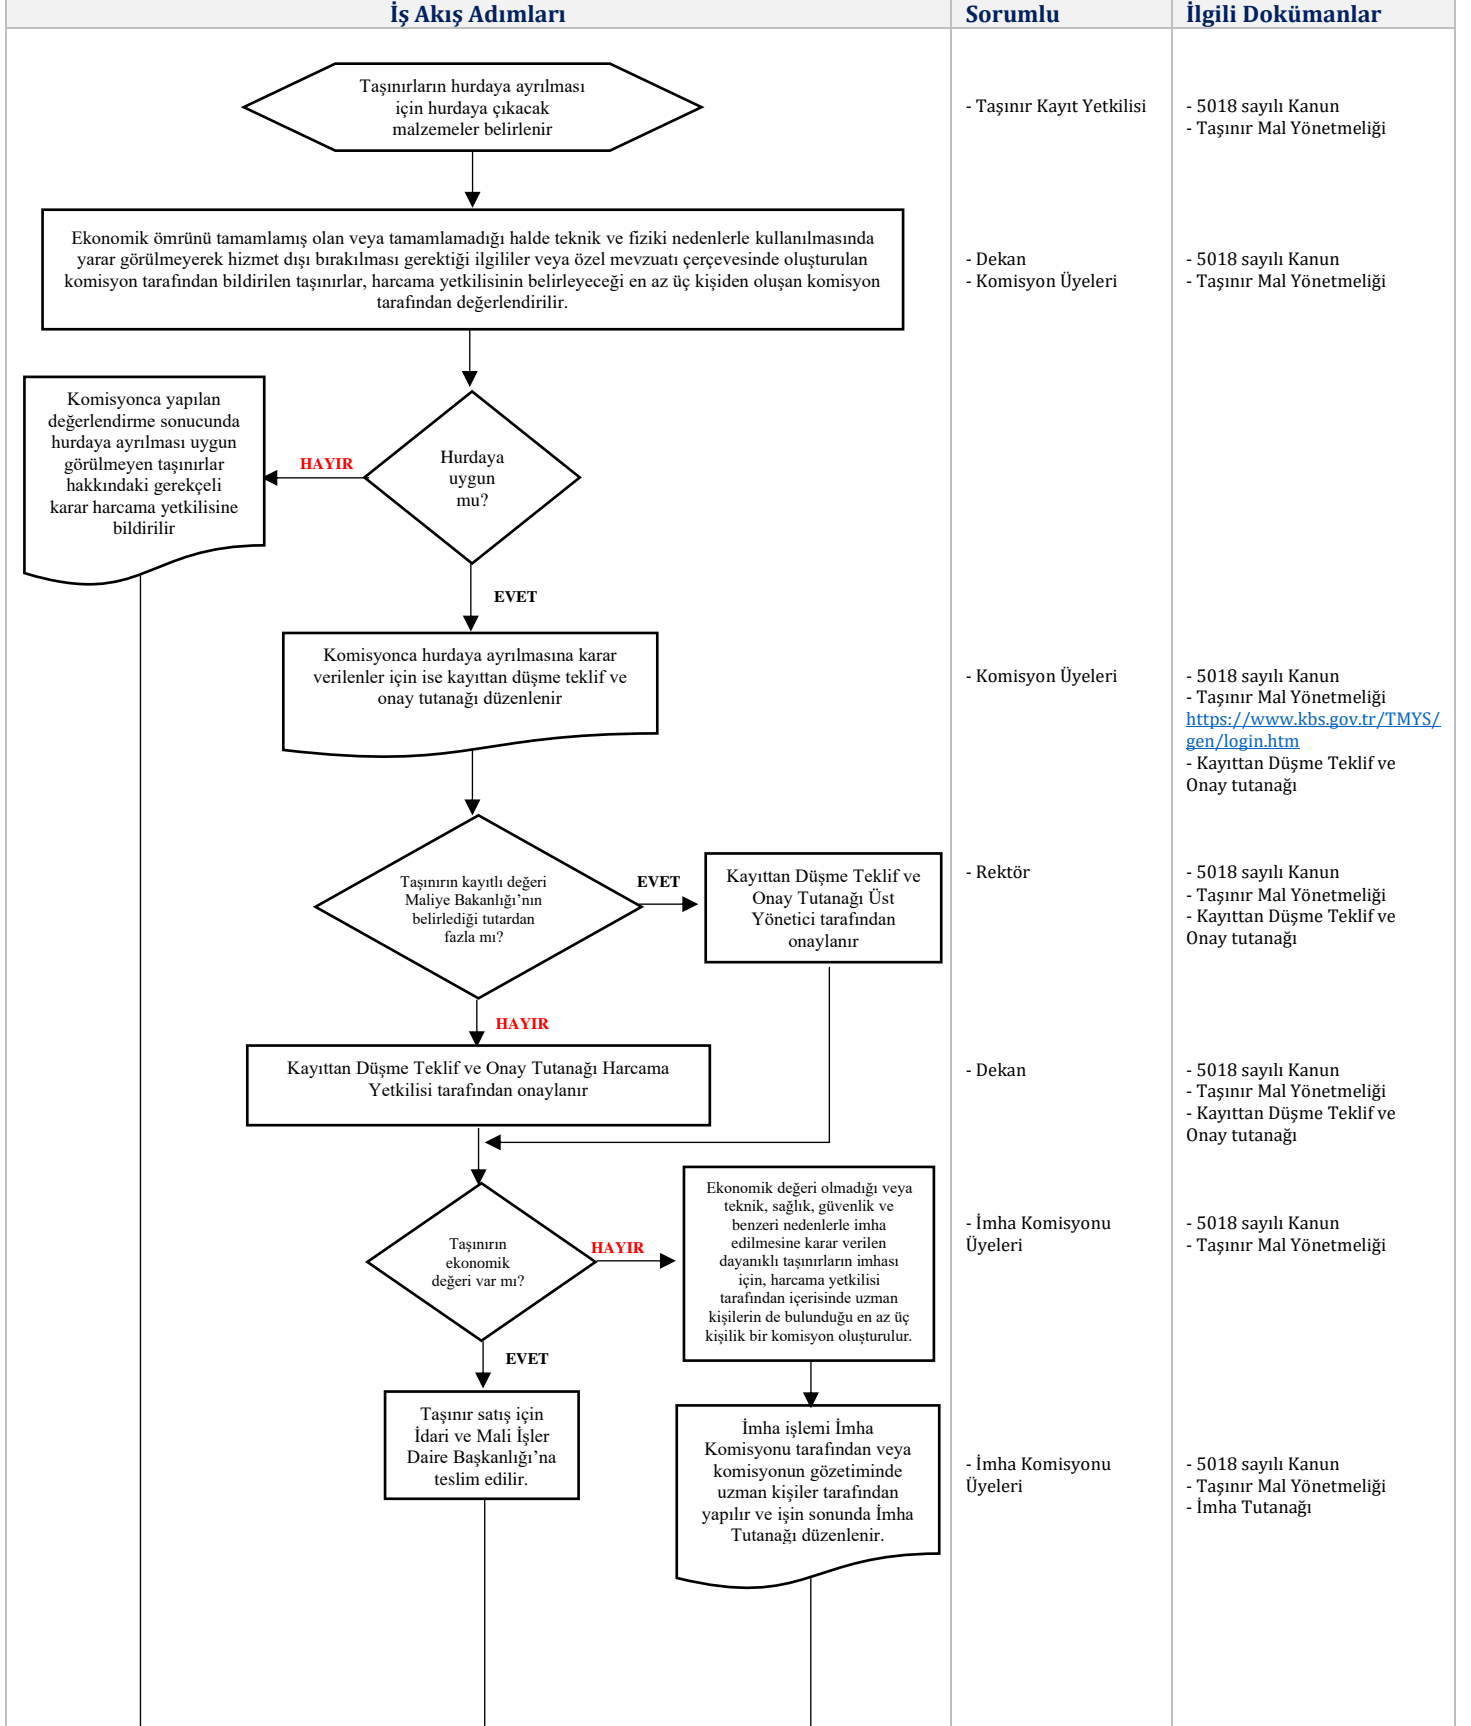 İş Akış Adımları
Sorumlu
İlgili Dokümanlar
Taşınırların hurdaya ayrılması
için hurdaya çıkacak
malzemeler belirlenir
- Taşınır Kayıt Yetkilisi
- 5018 sayılı Kanun
- Taşınır Mal Yönetmeliği
Ekonomik ömrünü tamamlamış olan veya tamamlamadığı halde teknik ve fiziki nedenlerle kullanılmasında
yarar görülmeyerek hizmet dışı bırakılması gerektiği ilgililer veya özel mevzuatı çerçevesinde oluşturulan
komisyon tarafından bildirilen taşınırlar, harcama yetkilisinin belirleyeceği en az üç kişiden oluşan komisyon
tarafından değerlendirilir.
- Dekan
- Komisyon Üyeleri
- 5018 sayılı Kanun
- Taşınır Mal Yönetmeliği
Komisyonca yapılan
değerlendirme sonucunda
hurdaya ayrılması uygun
görülmeyen taşınırlar
hakkındaki gerekçeli
karar harcama yetkilisine
bildirilir
HAYIR
Hurdaya
uygun
mu?
EVET
Komisyonca hurdaya ayrılmasına karar
verilenler için ise kayıttan düşme teklif ve
onay tutanağı düzenlenir
- Komisyon Üyeleri
- 5018 sayılı Kanun
- Taşınır Mal Yönetmeliği
https://www.kbs.gov.tr/TMYS/
gen/login.htm
- Kayıttan Düşme Teklif ve
Onay tutanağı
Taşınırın kayıtlı değeri
Maliye Bakanlığı’nın
belirlediği tutardan
fazla mı?
EVET
Kayıttan Düşme Teklif ve
Onay Tutanağı Üst
Yönetici tarafından
onaylanır
- Rektör
- 5018 sayılı Kanun
- Taşınır Mal Yönetmeliği
- Kayıttan Düşme Teklif ve
Onay tutanağı
HAYIR
Kayıttan Düşme Teklif ve Onay Tutanağı Harcama
Yetkilisi tarafından onaylanır
- Dekan
- 5018 sayılı Kanun
- Taşınır Mal Yönetmeliği
- Kayıttan Düşme Teklif ve
Onay tutanağı
Taşınırın
ekonomik
değeri var mı?
HAYIR
Ekonomik değeri olmadığı veya
teknik, sağlık, güvenlik ve
benzeri nedenlerle imha
edilmesine karar verilen
dayanıklı taşınırların imhası
için, harcama yetkilisi
tarafından içerisinde uzman
kişilerin de bulunduğu en az üç
kişilik bir komisyon oluşturulur.
- İmha Komisyonu
Üyeleri
- 5018 sayılı Kanun
- Taşınır Mal Yönetmeliği
EVET
Taşınır satış için
İdari ve Mali İşler
Daire Başkanlığı’na
teslim edilir.
İmha işlemi İmha
Komisyonu tarafından veya
komisyonun gözetiminde
uzman kişiler tarafından
yapılır ve işin sonunda İmha
Tutanağı düzenlenir.
- İmha Komisyonu
Üyeleri
- 5018 sayılı Kanun
- Taşınır Mal Yönetmeliği
- İmha Tutanağı